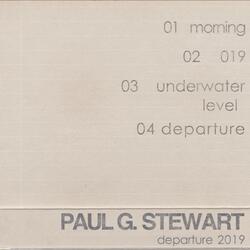 01 morning
02 019
03 underwater
level
04 departure
PAUL G. STEWART
departure 2019